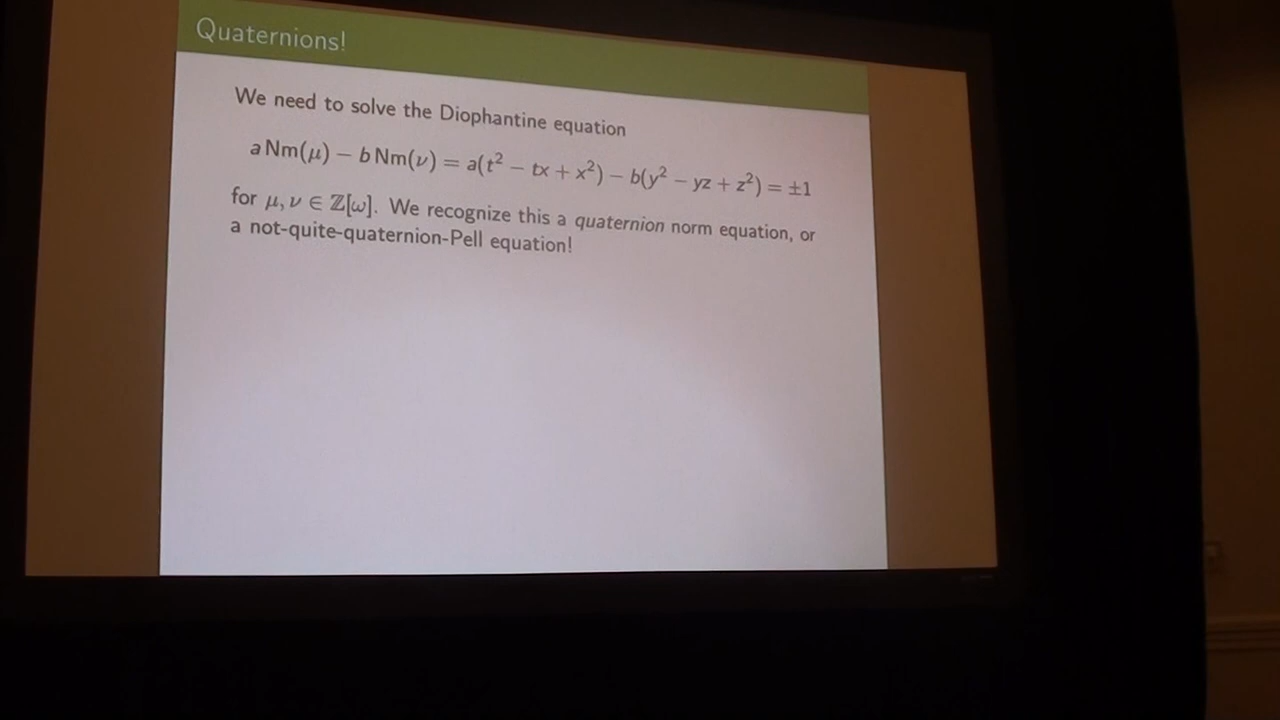 Quaternions!
We need to solve the Diophantine equation
a Nm(μ) − b Nm(ν) = a(t² − tx + x²) − b(y² − yz + z²) = ±1
for μ, ν ∈ ℤ[ω]. We recognize this a quaternion norm equation, or
a not-quite-quaternion-Pell equation!